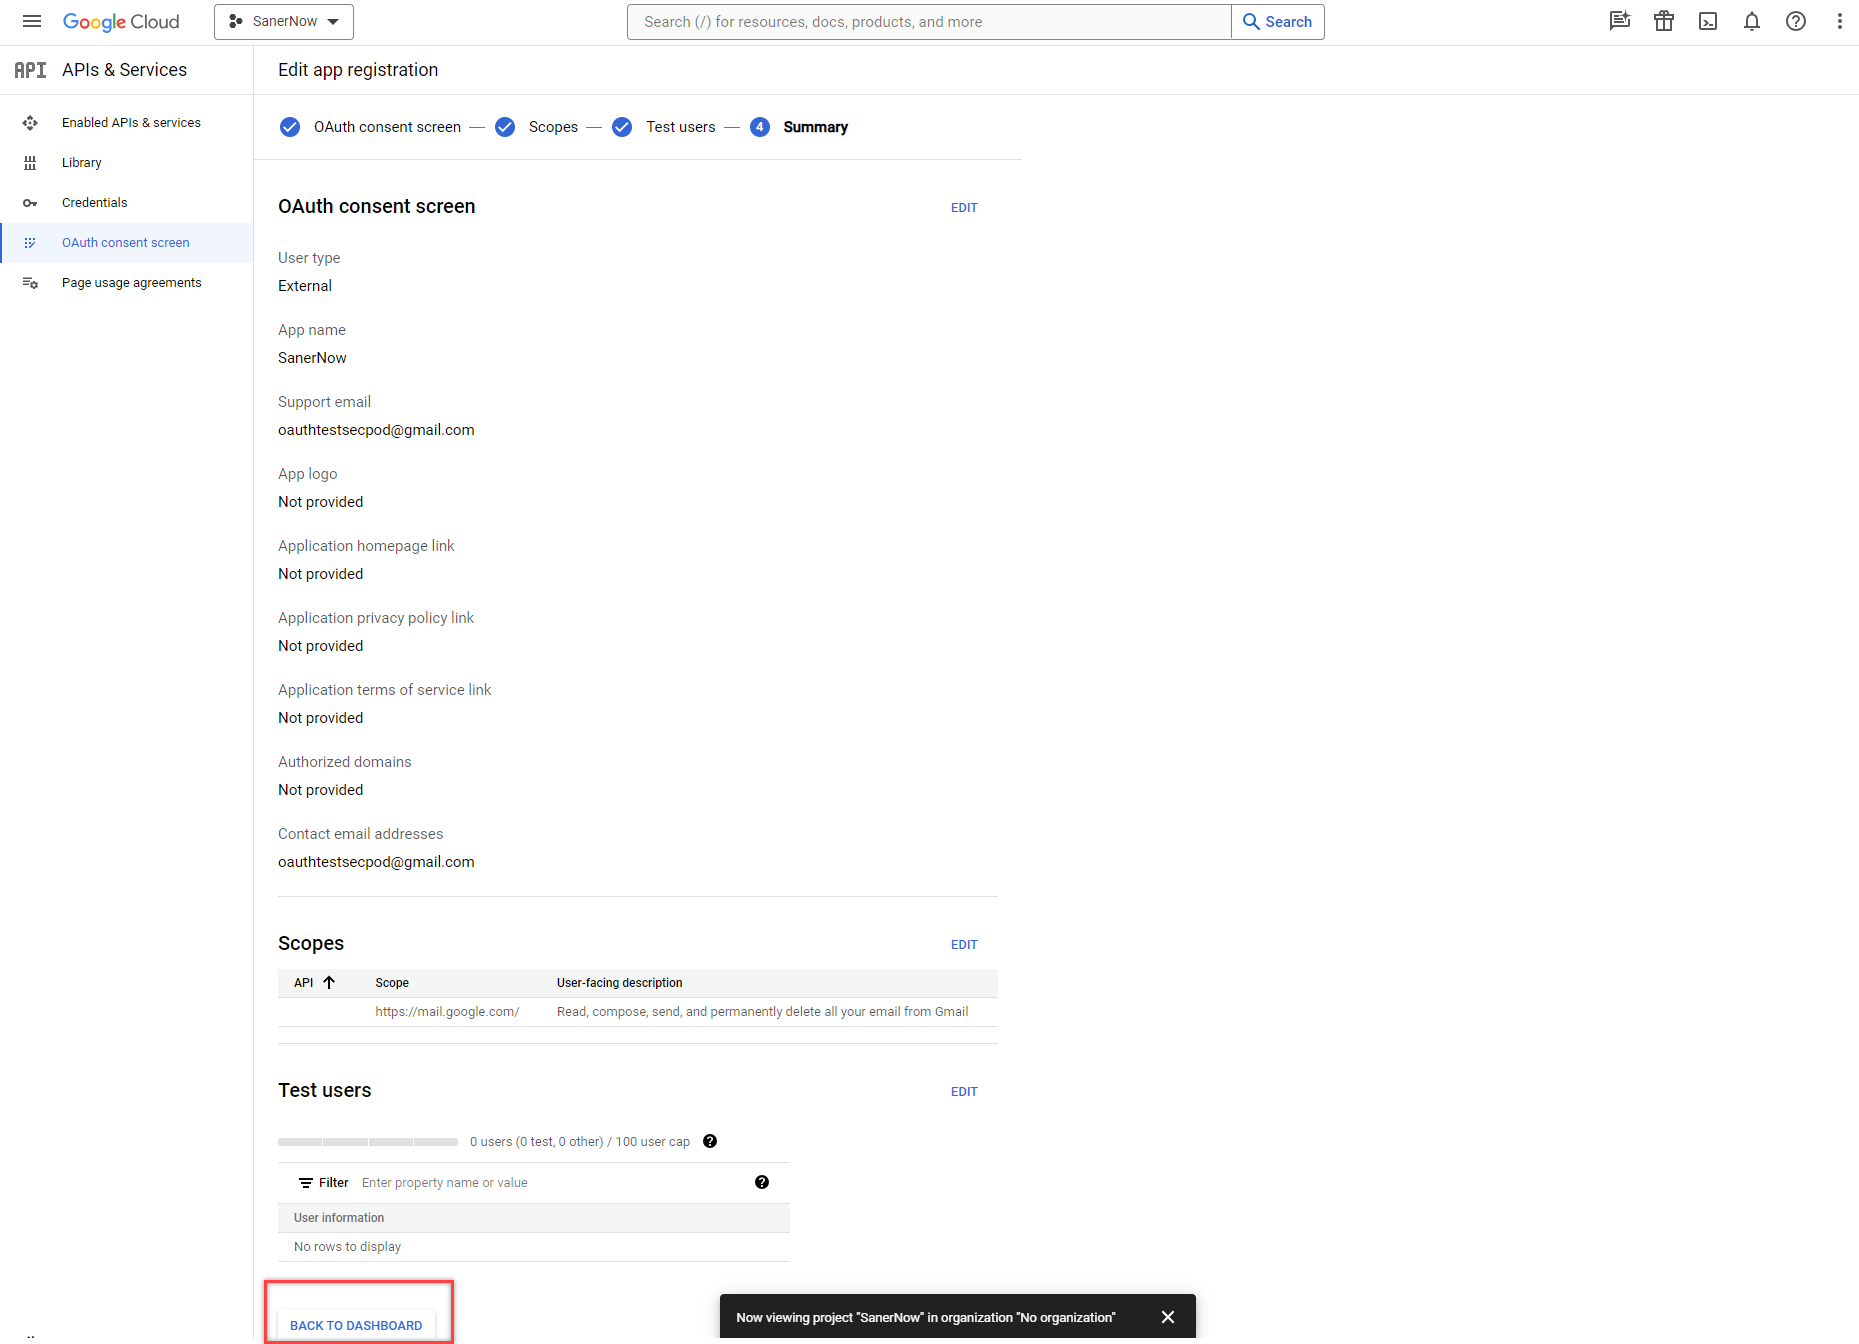 Google Cloud
SanerNow
Search (/) for resources, docs, products, and more
Search
API APIs & Services
Edit app registration
Enabled APIs & services
Library
Credentials
OAuth consent screen
Page usage agreements
OAuth consent screen — Scopes — Test users — 4 Summary
OAuth consent screen
EDIT
User type
External
App name
SanerNow
Support email
oauthtestsecpod@gmail.com
App logo
Not provided
Application homepage link
Not provided
Application privacy policy link
Not provided
Application terms of service link
Not provided
Authorized domains
Not provided
Contact email addresses
oauthtestsecpod@gmail.com
Scopes
EDIT
API Scope User-facing description
https://mail.google.com/ Read, compose, send, and permanently delete all your email from Gmail
Test users
EDIT
0 users (0 test, 0 other) / 100 user cap
Filter Enter property name or value
User information
No rows to display
BACK TO DASHBOARD
Now viewing project "SanerNow" in organization "No organization"